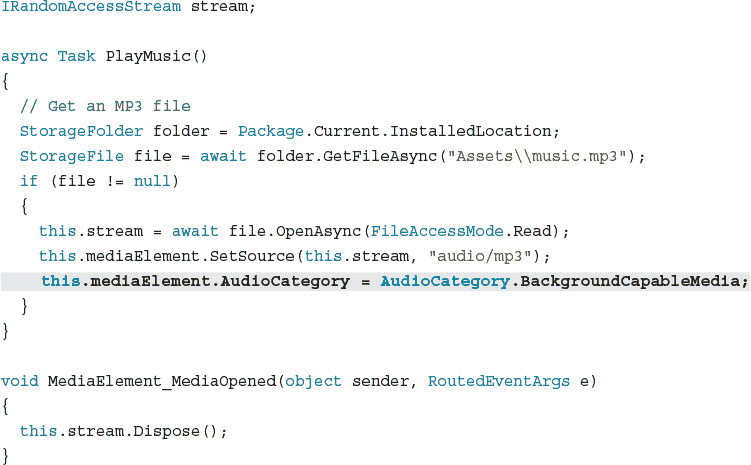 IRandomAccessStream stream;

async Task PlayMusic()
{
  // Get an MP3 file
  StorageFolder folder = Package.Current.InstalledLocation;
  StorageFile file = await folder.GetFileAsync("Assets\\music.mp3");
  if (file != null)
  {
    this.stream = await file.OpenAsync(FileAccessMode.Read);
    this.mediaElement.SetSource(this.stream, "audio/mp3");
    this.mediaElement.AudioCategory = AudioCategory.BackgroundCapableMedia;
  }
}

void MediaElement_MediaOpened(object sender, RoutedEventArgs e)
{
  this.stream.Dispose();
}